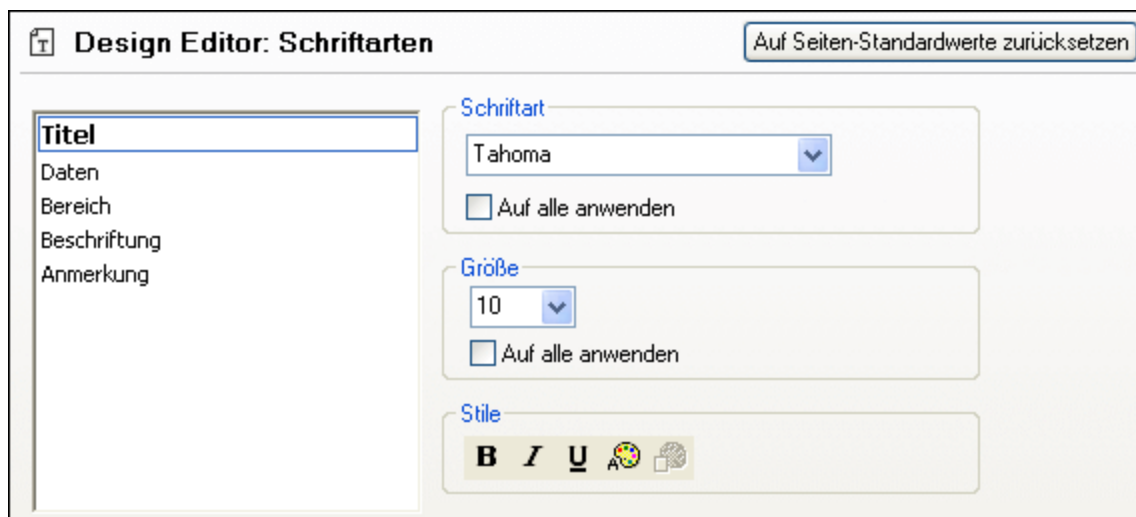 Design Editor: Schriftarten
Auf Seiten-Standardwerte zurücksetzen
Titel
Daten
Bereich
Beschriftung
Anmerkung
Schriftart
Tahoma
Auf alle anwenden
Größe
10
Auf alle anwenden
Stile
B I U A